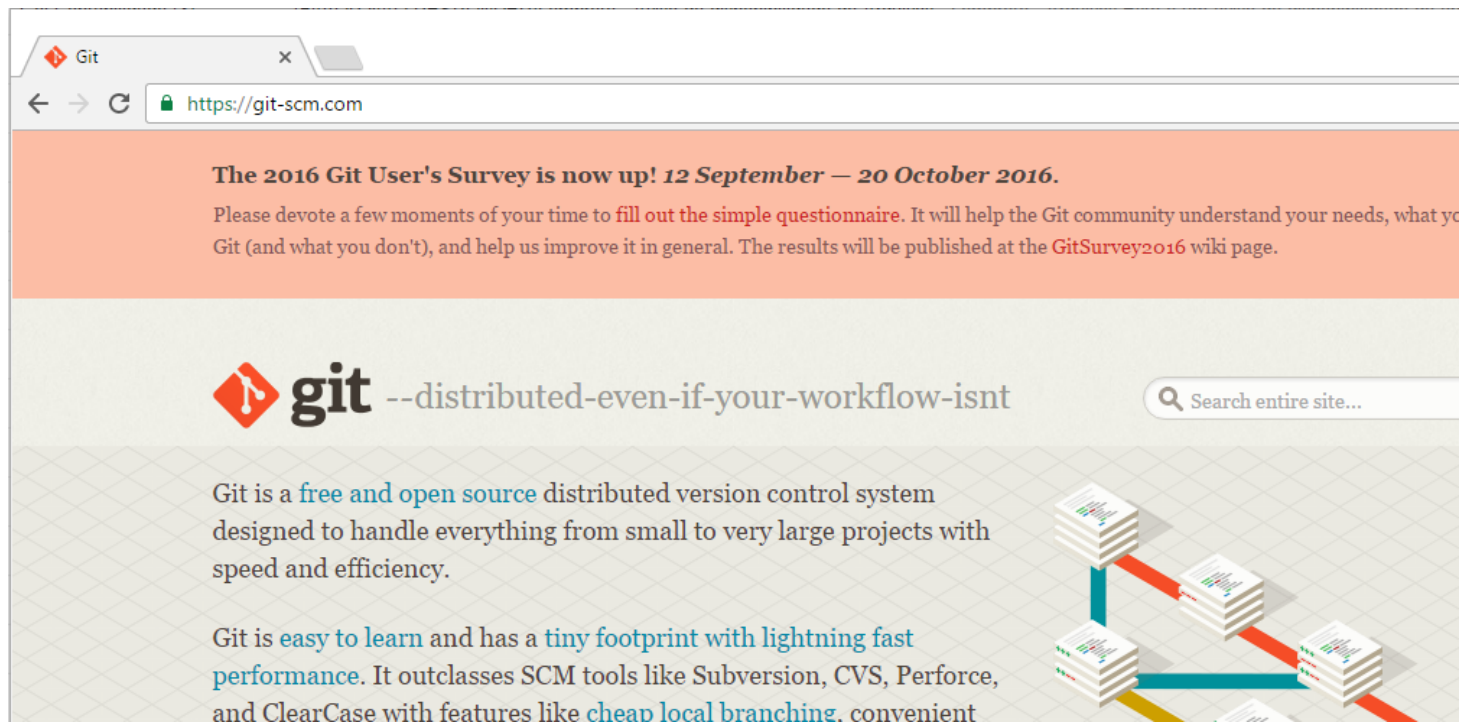 Git
https://git-scm.com
The 2016 Git User's Survey is now up! 12 September — 20 October 2016.
Please devote a few moments of your time to fill out the simple questionnaire. It will help the Git community understand your needs, what
Git (and what you don't), and help us improve it in general. The results will be published at the GitSurvey2016 wiki page.
git --distributed-even-if-your-workflow-isnt
Search entire site...
Git is a free and open source distributed version control system
designed to handle everything from small to very large projects with
speed and efficiency.
Git is easy to learn and has a tiny footprint with lightning fast
performance. It outclasses SCM tools like Subversion, CVS, Perforce,
and ClearCase with features like cheap local branching, convenient